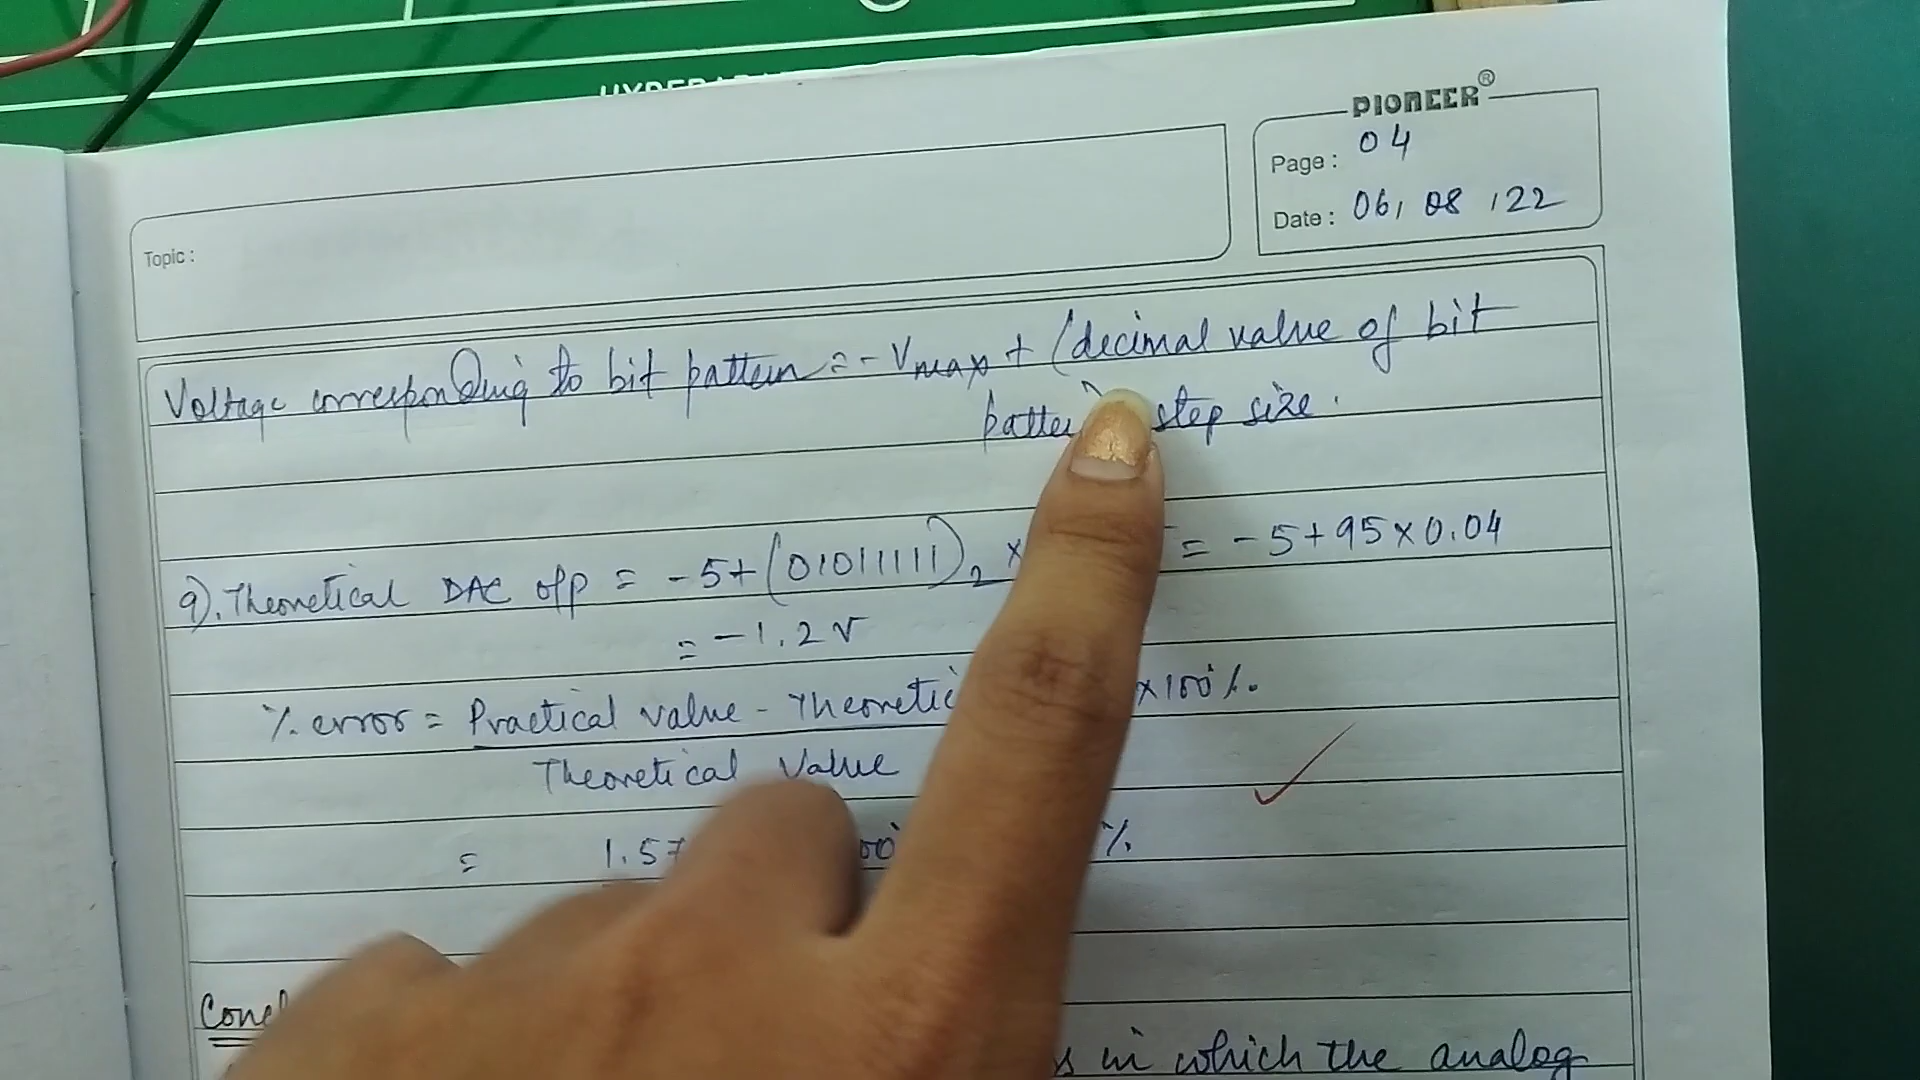 PIONEER®
Page: 04
Date: 06, 08, 22
Topic:
Voltage corresponding to bit pattern = - Vmax + (decimal value of bit
step size.
9). Theoretical DAC o/p = -5+(01011111)₂ × = -5+95×0.04
= -1.2 V
% error = Practical value - Theoretic ×100%.
Theoretical Value
= 1.57 %
in which the analog